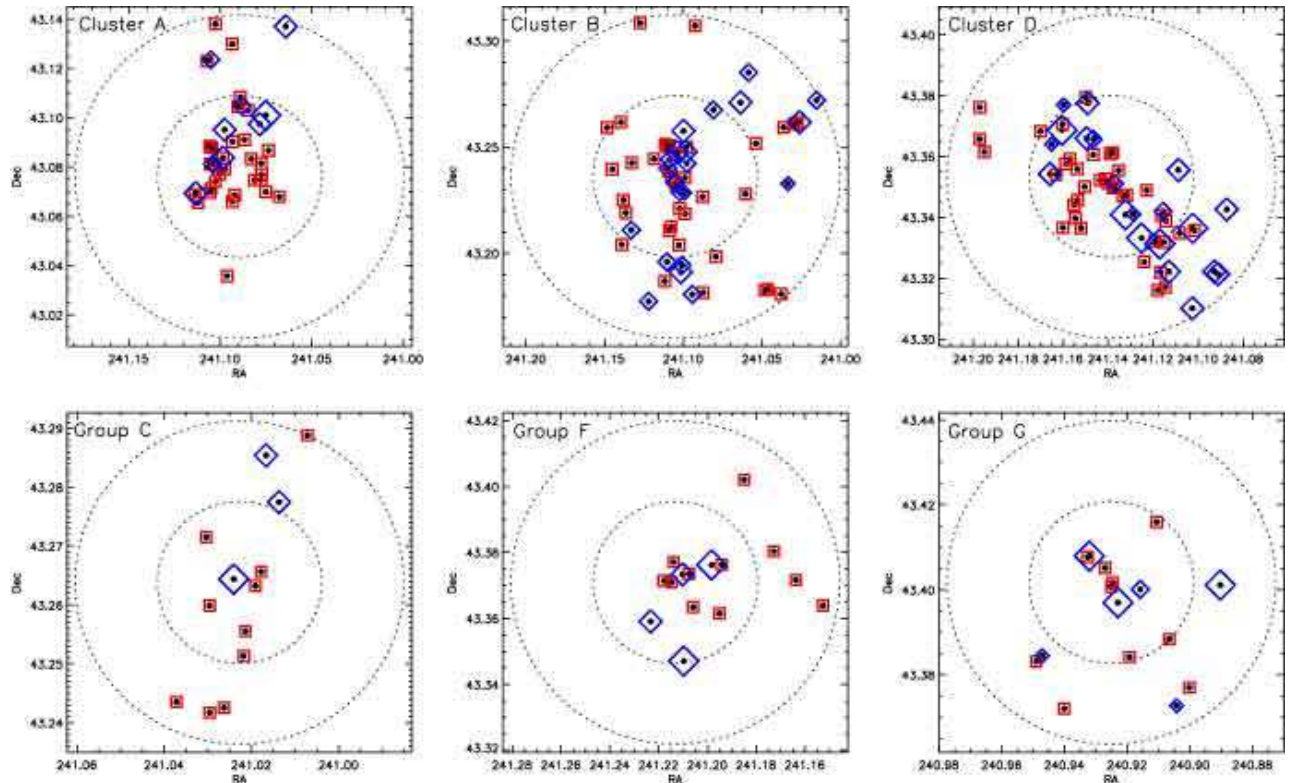 Cluster A
43.14
43.12
43.10
43.08
43.06
43.04
43.02
Dec
241.15 241.10 241.05 241.00
RA
Cluster B
43.30
43.25
43.20
Dec
241.20 241.15 241.10 241.05 241.00
RA
Cluster D
43.40
43.38
43.36
43.34
43.32
43.30
Dec
241.20 241.18 241.16 241.14 241.12 241.10 241.08
RA
Group C
43.29
43.28
43.27
43.26
43.25
43.24
Dec
241.06 241.04 241.02 241.00
RA
Group F
43.42
43.40
43.38
43.36
43.34
43.32
Dec
241.28 241.26 241.24 241.22 241.20 241.18 241.16
RA
Group G
43.44
43.42
43.40
43.38
Dec
240.98 240.96 240.94 240.92 240.90 240.88
RA